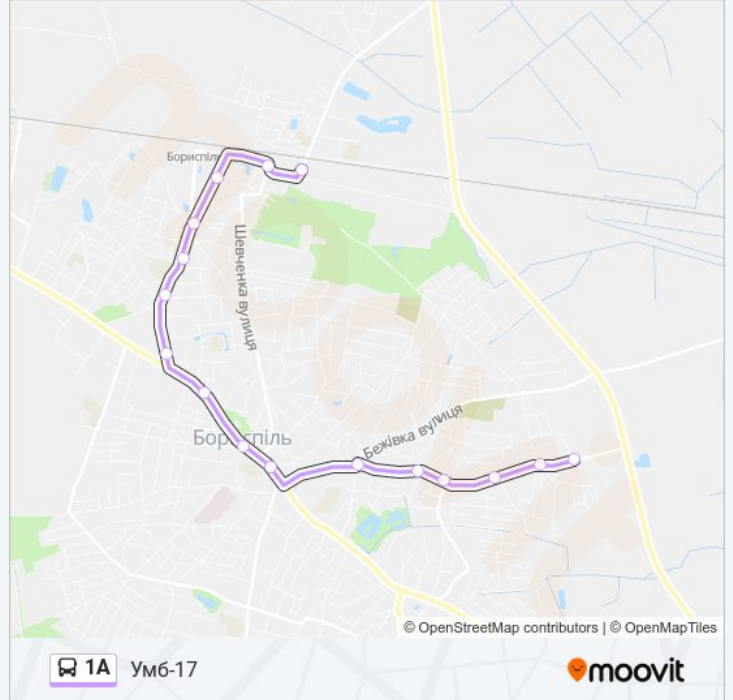 Бориспіль
Шевченка вулиця
Бежівка вулиця
Бориспіль
© OpenStreetMap contributors | © OpenMapTiles
1A Умб-17
moovit